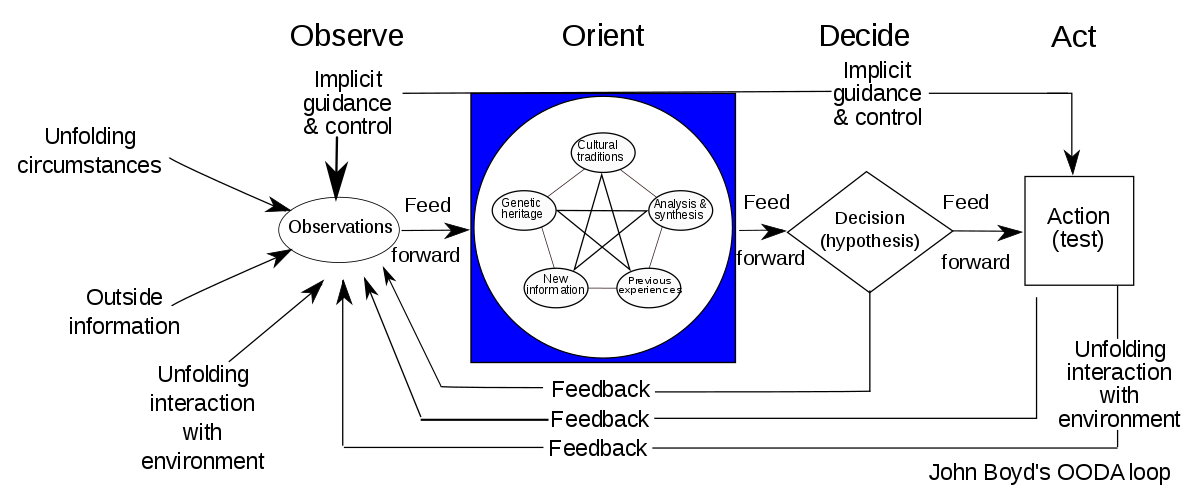 Observe
Orient
Decide
Act
Implicit
guidance
& control
Implicit
guidance
& control
Unfolding
circumstances
Observations
Outside
information
Unfolding
interaction
with
environment
Feed
forward
Cultural
traditions
Genetic
heritage
Analysis &
synthesis
New
information
Previous
experiences
Feed
forward
Decision
(hypothesis)
Feed
forward
Action
(test)
Unfolding
interaction
with
environment
Feedback
Feedback
Feedback
John Boyd's OODA loop